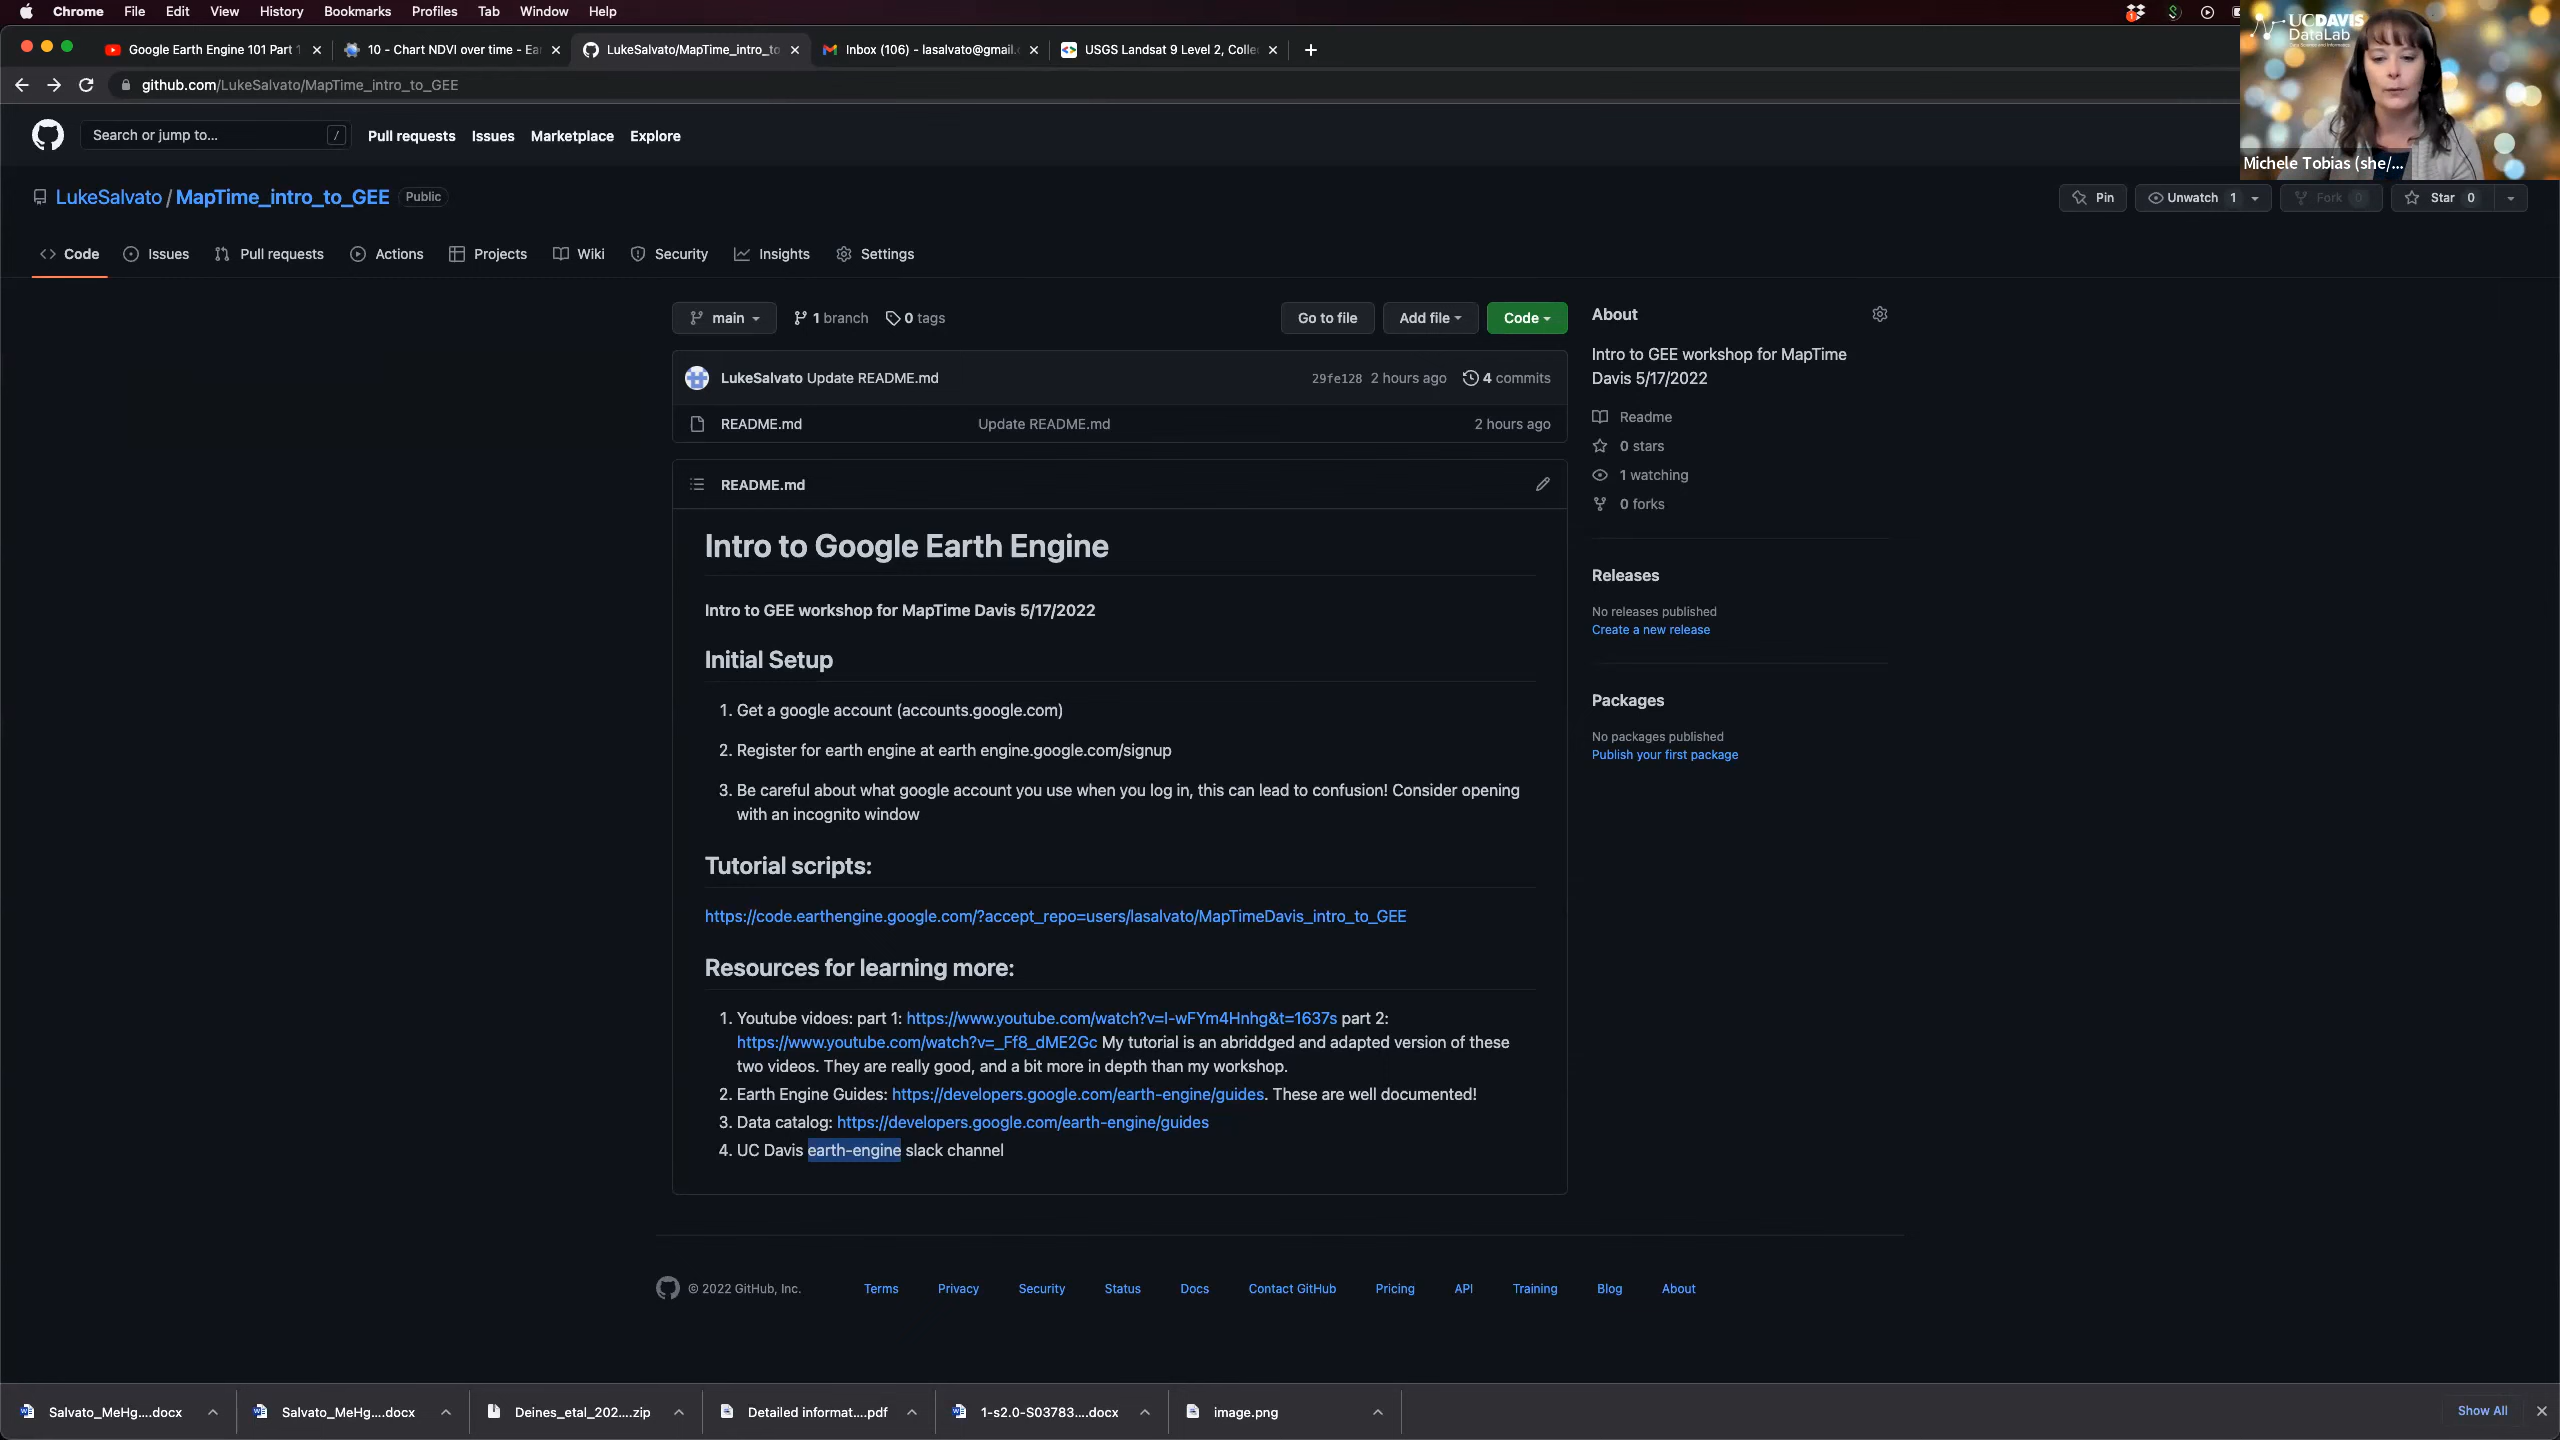 Chrome File Edit View History Bookmarks Profiles Tab Window Help
Google Earth Engine 101 Part 1
10 - Chart NDVI over time - Ea
LukeSalvato/MapTime_intro_to
Inbox (106) - lasalvato@gmail.
USGS Landsat 9 Level 2, Colle
github.com/LukeSalvato/MapTime_intro_to_GEE
UCDAVIS
DataLab
Michele Tobias (she/...
Search or jump to... /
Pull requests Issues Marketplace Explore
LukeSalvato / MapTime_intro_to_GEE Public
Pin Unwatch 1 Fork 0 Star 0
Code Issues Pull requests Actions Projects Wiki Security Insights Settings
main 1 branch 0 tags Go to file Add file Code
LukeSalvato Update README.md 29fe128 2 hours ago 4 commits
README.md Update README.md 2 hours ago
README.md
Intro to Google Earth Engine
Intro to GEE workshop for MapTime Davis 5/17/2022
Initial Setup
1. Get a google account (accounts.google.com)
2. Register for earth engine at earth engine.google.com/signup
3. Be careful about what google account you use when you log in, this can lead to confusion! Consider opening
with an incognito window
Tutorial scripts:
https://code.earthengine.google.com/?accept_repo=users/lasalvato/MapTimeDavis_intro_to_GEE
Resources for learning more:
1. Youtube vidoes: part 1: https://www.youtube.com/watch?v=I-wFYm4Hnhg&t=1637s part 2:
https://www.youtube.com/watch?v=_Ff8_dME2Gc My tutorial is an abriddged and adapted version of these
two videos. They are really good, and a bit more in depth than my workshop.
2. Earth Engine Guides: https://developers.google.com/earth-engine/guides. These are well documented!
3. Data catalog: https://developers.google.com/earth-engine/guides
4. UC Davis earth-engine slack channel
About
Intro to GEE workshop for MapTime
Davis 5/17/2022
Readme
0 stars
1 watching
0 forks
Releases
No releases published
Create a new release
Packages
No packages published
Publish your first package
© 2022 GitHub, Inc. Terms Privacy Security Status Docs Contact GitHub Pricing API Training Blog About
Salvato_MeHg....docx Salvato_MeHg....docx Deines_etal_202....zip Detailed informat....pdf 1-s2.0-S03783....docx image.png Show All